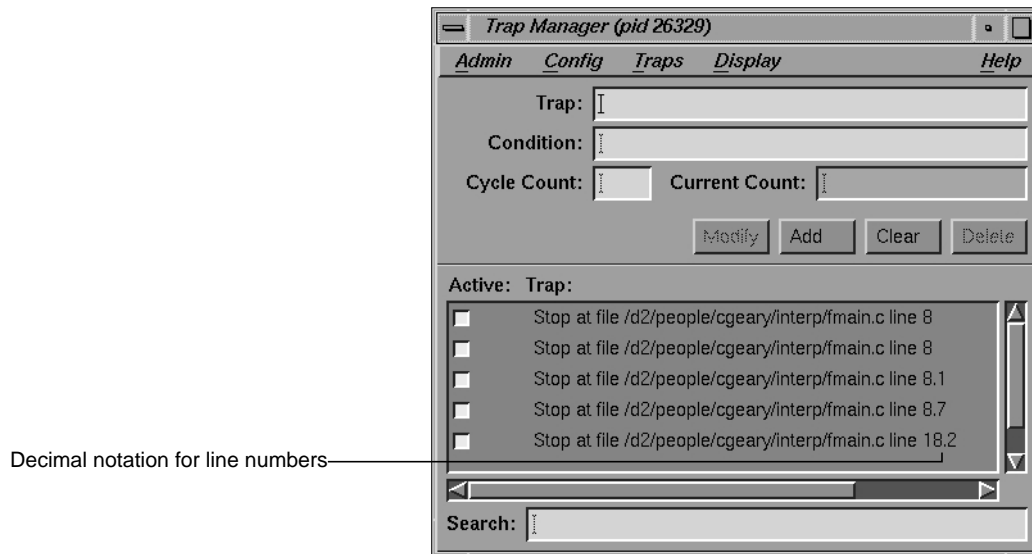 Trap Manager (pid 26329)
Admin Config Traps Display Help
Trap:
Condition:
Cycle Count: Current Count:
Modify Add Clear Delete
Active: Trap:
Stop at file /d2/people/cgeary/interp/fmain.c line 8
Stop at file /d2/people/cgeary/interp/fmain.c line 8
Stop at file /d2/people/cgeary/interp/fmain.c line 8.1
Stop at file /d2/people/cgeary/interp/fmain.c line 8.7
Stop at file /d2/people/cgeary/interp/fmain.c line 18.2
Decimal notation for line numbers
Search: